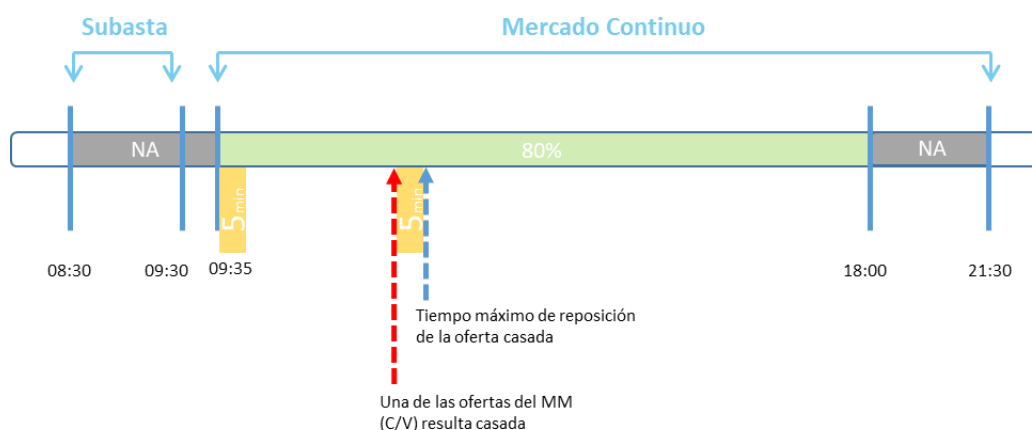 Subasta
Mercado Continuo
NA
80%
NA
5 min
5 min
08:30
09:30
09:35
18:00
21:30
Tiempo máximo de reposición
de la oferta casada
Una de las ofertas del MM
(C/V) resulta casada